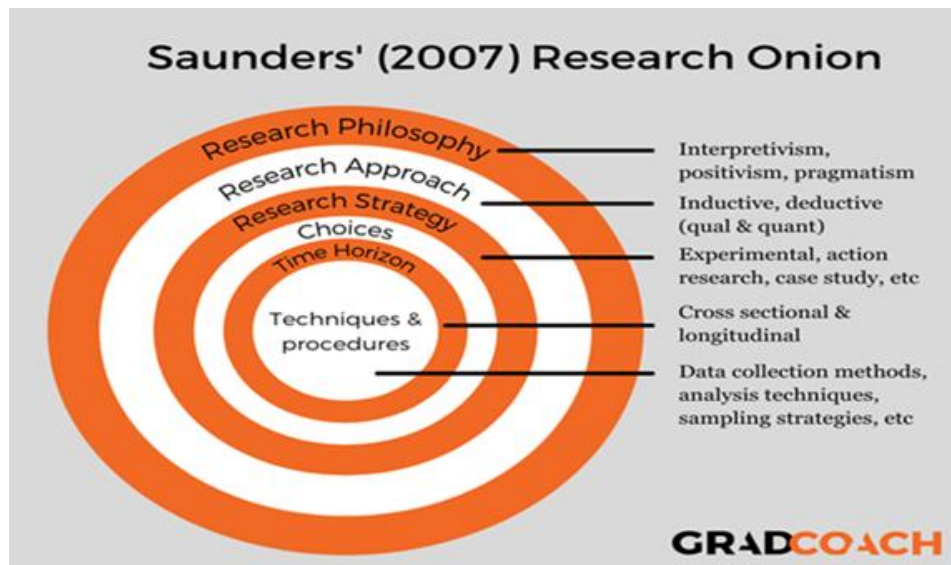 Saunders' (2007) Research Onion
Research Philosophy
Research Approach
Research Strategy
Choices
Time Horizon
Techniques &
procedures
Interpretivism,
positivism, pragmatism
Inductive, deductive
(qual & quant)
Experimental, action
research, case study, etc
Cross sectional &
longitudinal
Data collection methods,
analysis techniques,
sampling strategies, etc
GRADCOACH